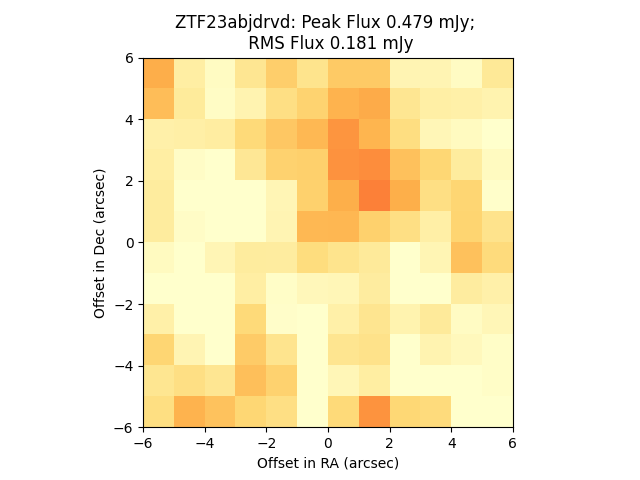 ZTF23abjdrvd: Peak Flux 0.479 mJy;
RMS Flux 0.181 mJy
6
4
2
0
−2
−4
−6
Offset in Dec (arcsec)
−6 −4 −2 0 2 4 6
Offset in RA (arcsec)